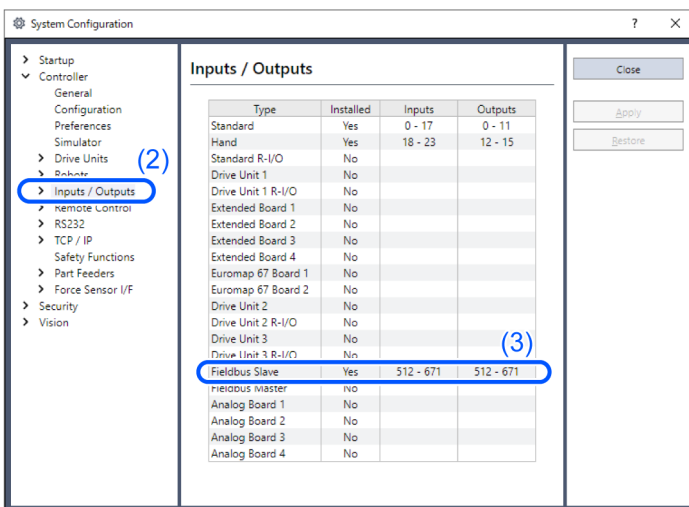 System Configuration
? ×
Startup
Controller
General
Configuration
Preferences
Simulator
Drive Units
(2)
Robots
Inputs / Outputs
Remote Control
RS232
TCP / IP
Safety Functions
Part Feeders
Force Sensor I/F
Security
Vision
Inputs / Outputs
Type Installed Inputs Outputs
Standard Yes 0 - 17 0 - 11
Hand Yes 18 - 23 12 - 15
Standard R-I/O No
Drive Unit 1 No
Drive Unit 1 R-I/O No
Extended Board 1 No
Extended Board 2 No
Extended Board 3 No
Extended Board 4 No
Euromap 67 Board 1 No
Euromap 67 Board 2 No
Drive Unit 2 No
Drive Unit 2 R-I/O No
Drive Unit 3 No
(3)
Drive Unit 3 R-I/O No
Fieldbus Slave Yes 512 - 671 512 - 671
Fieldbus Master No
Analog Board 1 No
Analog Board 2 No
Analog Board 3 No
Analog Board 4 No
Close
Apply
Restore